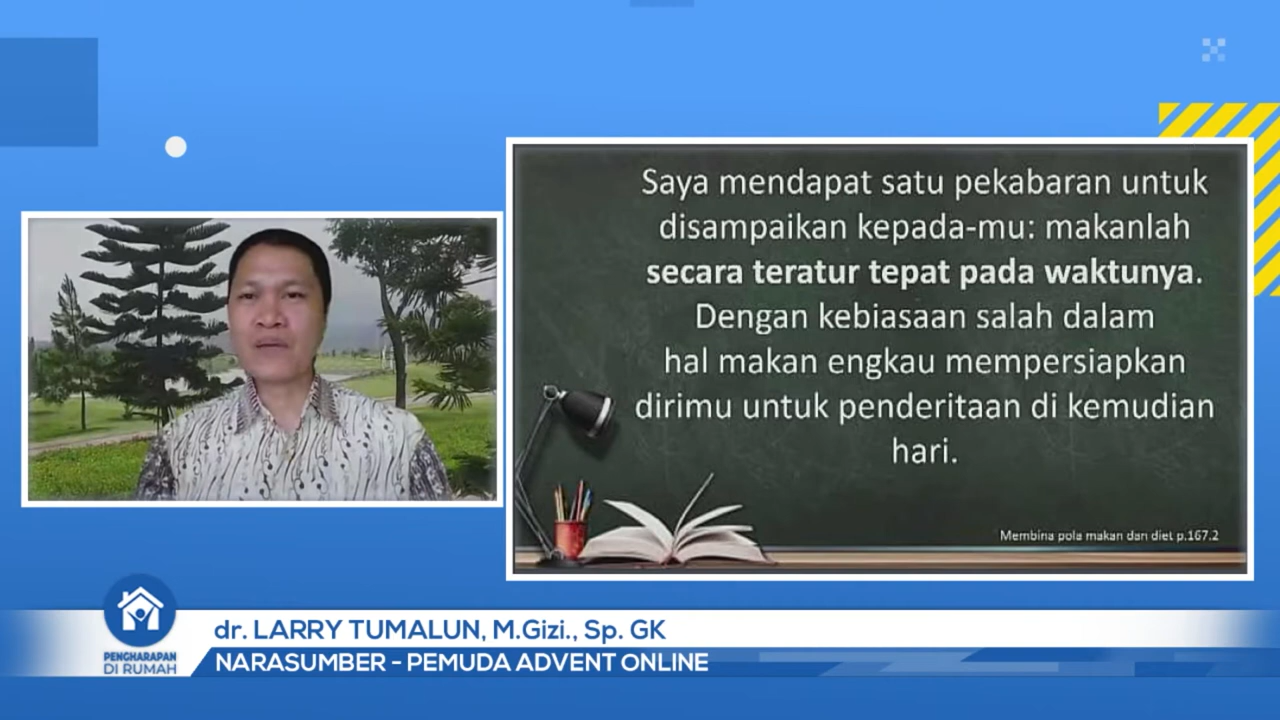 Saya mendapat satu pekabaran untuk
disampaikan kepada-mu: makanlah
secara teratur tepat pada waktunya.
Dengan kebiasaan salah dalam
hal makan engkau mempersiapkan
dirimu untuk penderitaan di kemudian
hari.
Membina pola makan dan diet p.167.2
dr. LARRY TUMALUN, M.Gizi., Sp. GK
NARASUMBER - PEMUDA ADVENT ONLINE
PENGHARAPAN
DI RUMAH